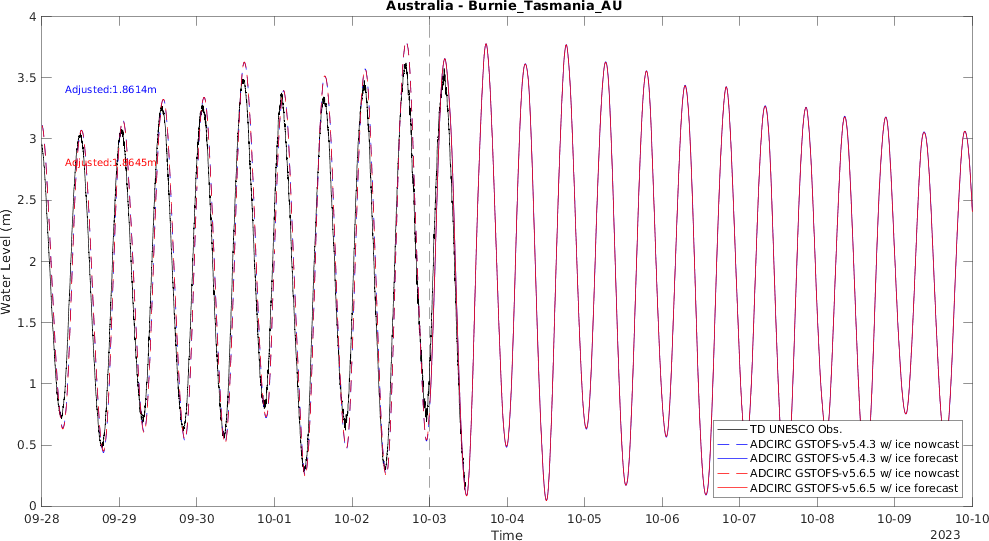 Australia - Burnie_Tasmania_AU
4
3.5
3
2.5
2
1.5
1
0.5
0
Water Level (m)
Adjusted:1.8614m
Adjusted:1.8645m
TD UNESCO Obs.
ADCIRC GSTOFS-v5.4.3 w/ ice nowcast
ADCIRC GSTOFS-v5.4.3 w/ ice forecast
ADCIRC GSTOFS-v5.6.5 w/ ice nowcast
ADCIRC GSTOFS-v5.6.5 w/ ice forecast
09-28 09-29 09-30 10-01 10-02 10-03 10-04 10-05 10-06 10-07 10-08 10-09 10-10
Time
2023